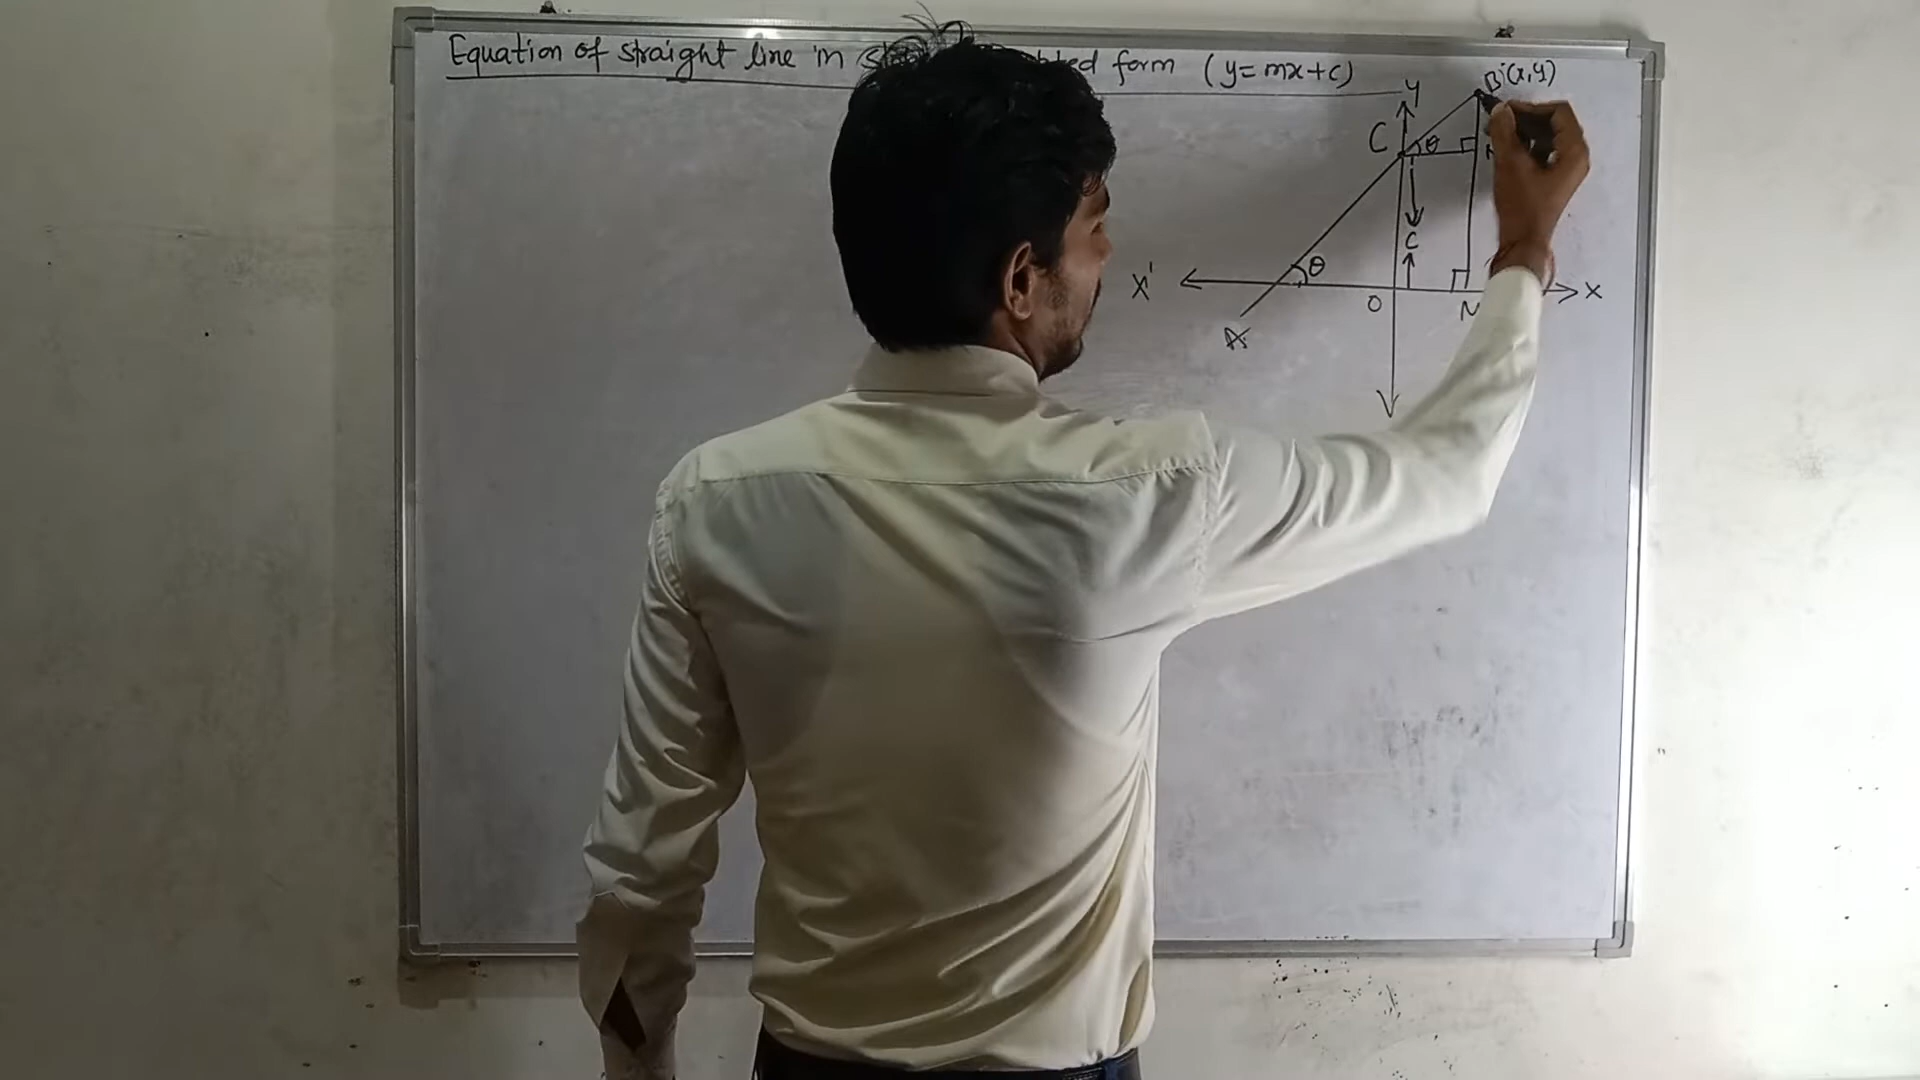 Equation of straight line in form (y=mx+c)
y
B(x,y)
C
θ
C
θ
X'
O
N
X
A